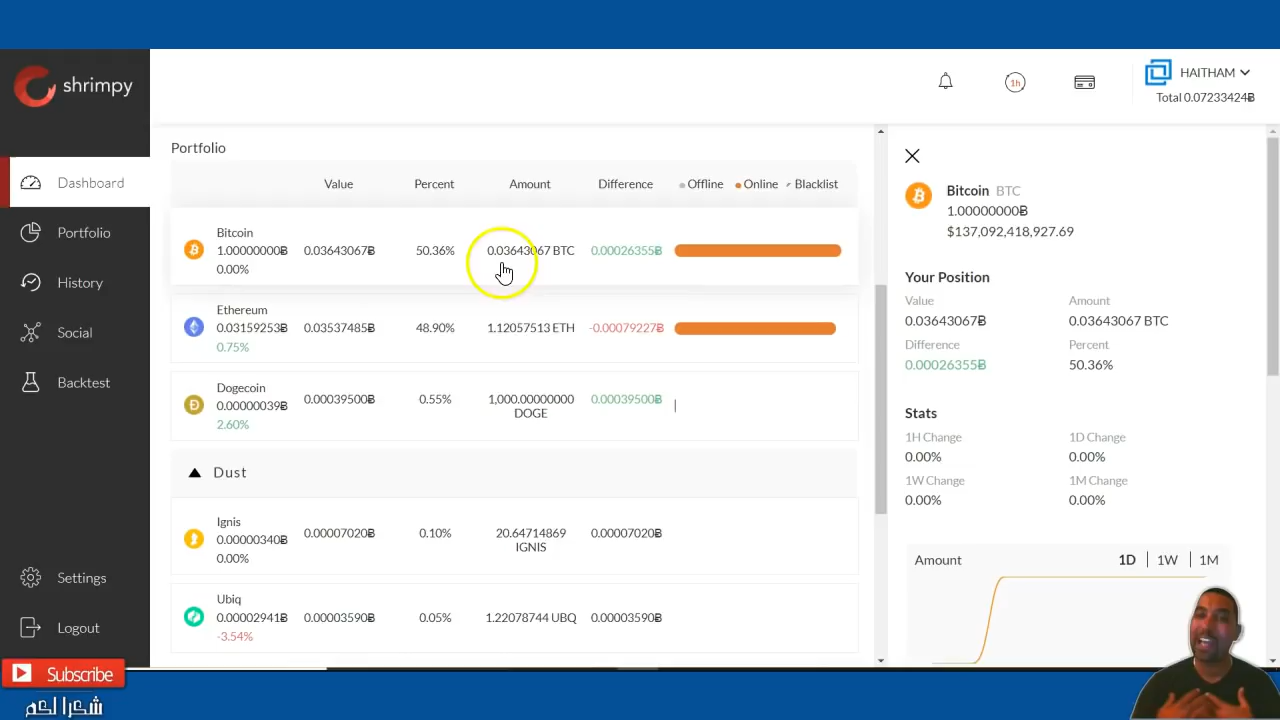 shrimpy
1h
HAITHAM
Total 0.07233424Ƀ
Dashboard
Portfolio
History
Social
Backtest
Settings
Logout
Subscribe
شكرا لكم
Portfolio
Value Percent Amount Difference Offline Online Blacklist
Bitcoin
1.00000000Ƀ 0.03643067Ƀ 50.36% 0.03643067 BTC 0.00026355Ƀ
0.00%
Ethereum
0.03159253Ƀ 0.03537485Ƀ 48.90% 1.12057513 ETH -0.00079227Ƀ
0.75%
Dogecoin
0.00000039Ƀ 0.00039500Ƀ 0.55% 1,000.00000000 0.00039500Ƀ
DOGE
2.60%
Dust
Ignis
0.00000340Ƀ 0.00007020Ƀ 0.10% 20.64714869 0.00007020Ƀ
IGNIS
0.00%
Ubiq
0.00002941Ƀ 0.00003590Ƀ 0.05% 1.22078744 UBQ 0.00003590Ƀ
-3.54%
Bitcoin BTC
1.00000000Ƀ
$137,092,418,927.69
Your Position
Value Amount
0.03643067Ƀ 0.03643067 BTC
Difference Percent
0.00026355Ƀ 50.36%
Stats
1H Change 1D Change
0.00% 0.00%
1W Change 1M Change
0.00% 0.00%
Amount 1D 1W 1M